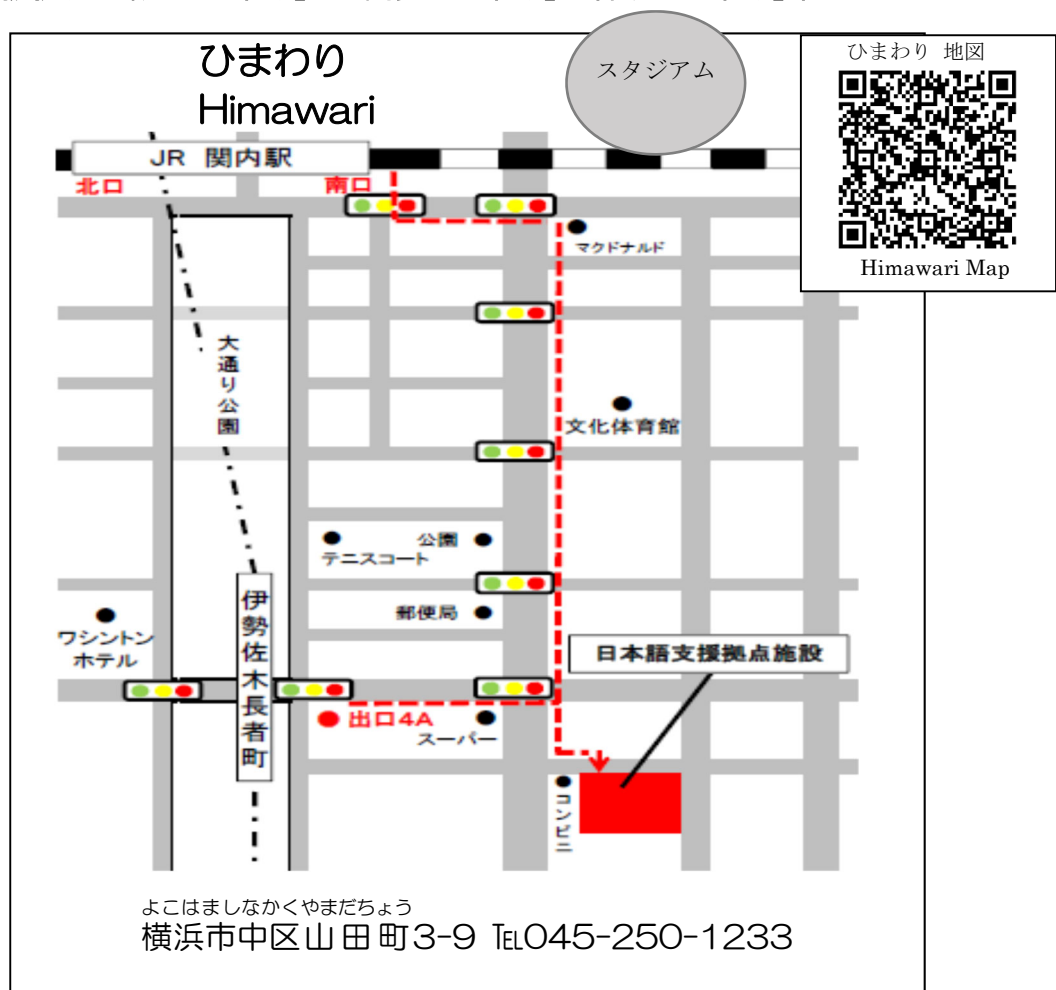 ひまわり
Himawari
スタジアム
ひまわり 地図
Himawari Map
JR 関内駅
北口
南口
マクドナルド
大通り公園
文化体育館
公園
テニスコート
郵便局
ワシントン
ホテル
伊勢佐木長者町
日本語支援拠点施設
出口4A
スーパー
コンビニ
よこはましなかくやまだちょう
横浜市中区山田町3-9 ℡045-250-1233